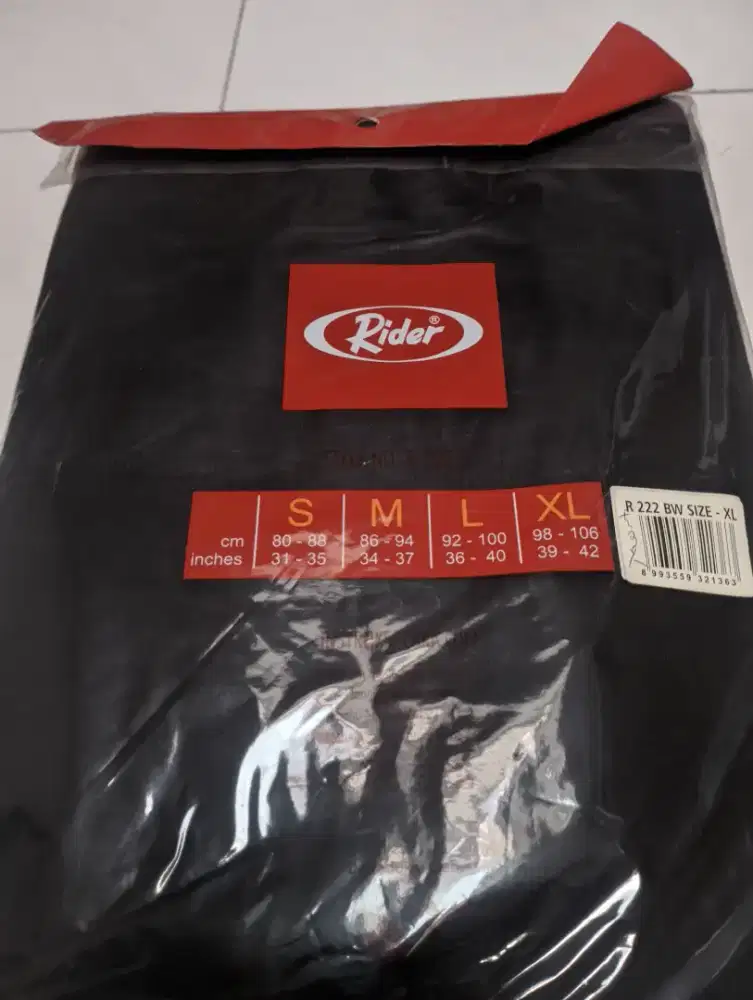 Rider®
S M L XL
cm 80 - 88 86 - 94 92 - 100 98 - 106
inches 31 - 35 34 - 37 36 - 40 39 - 42
R 222 BW SIZE - XL
8 993559 321363